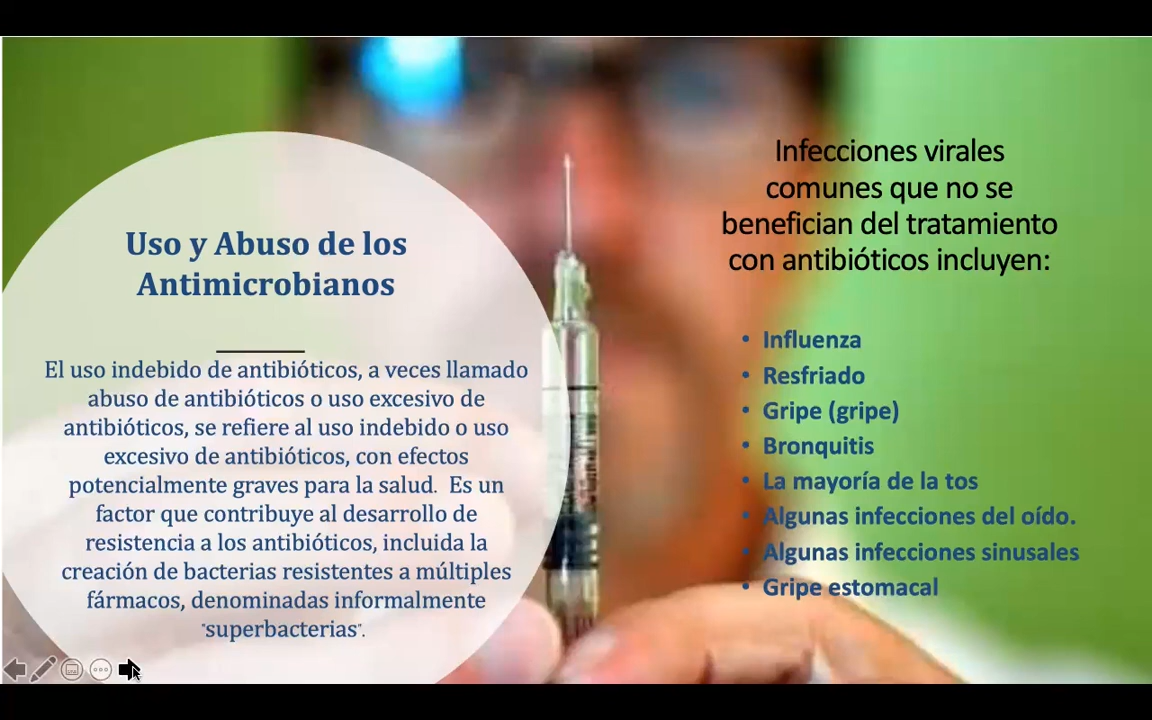 Uso y Abuso de los
Antimicrobianos
El uso indebido de antibióticos, a veces llamado
abuso de antibióticos o uso excesivo de
antibióticos, se refiere al uso indebido o uso
excesivo de antibióticos, con efectos
potencialmente graves para la salud.  Es un
factor que contribuye al desarrollo de
resistencia a los antibióticos, incluida la
creación de bacterias resistentes a múltiples
fármacos, denominadas informalmente
"superbacterias".
Infecciones virales
comunes que no se
benefician del tratamiento
con antibióticos incluyen:
• Influenza
• Resfriado
• Gripe (gripe)
• Bronquitis
• La mayoría de la tos
• Algunas infecciones del oído.
• Algunas infecciones sinusales
• Gripe estomacal